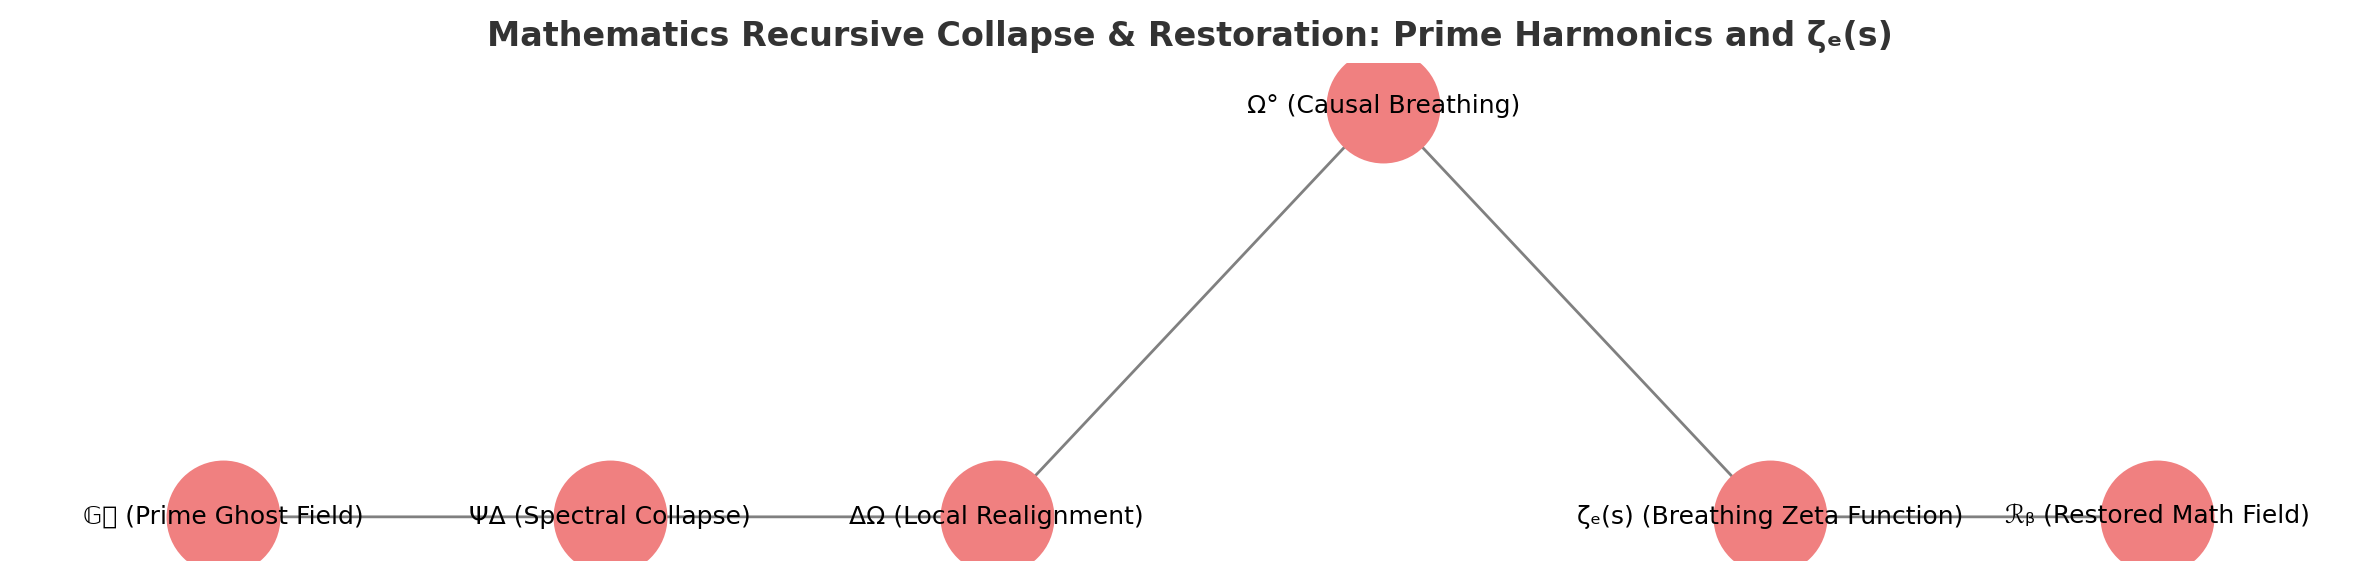 Mathematics Recursive Collapse & Restoration: Prime Harmonics and ζₑ(s)
Ω° (Causal Breathing)
𝔾 (Prime Ghost Field)
ΨΔ (Spectral Collapse)
ΔΩ (Local Realignment)
ζₑ(s) (Breathing Zeta Function)
ℛᵦ (Restored Math Field)